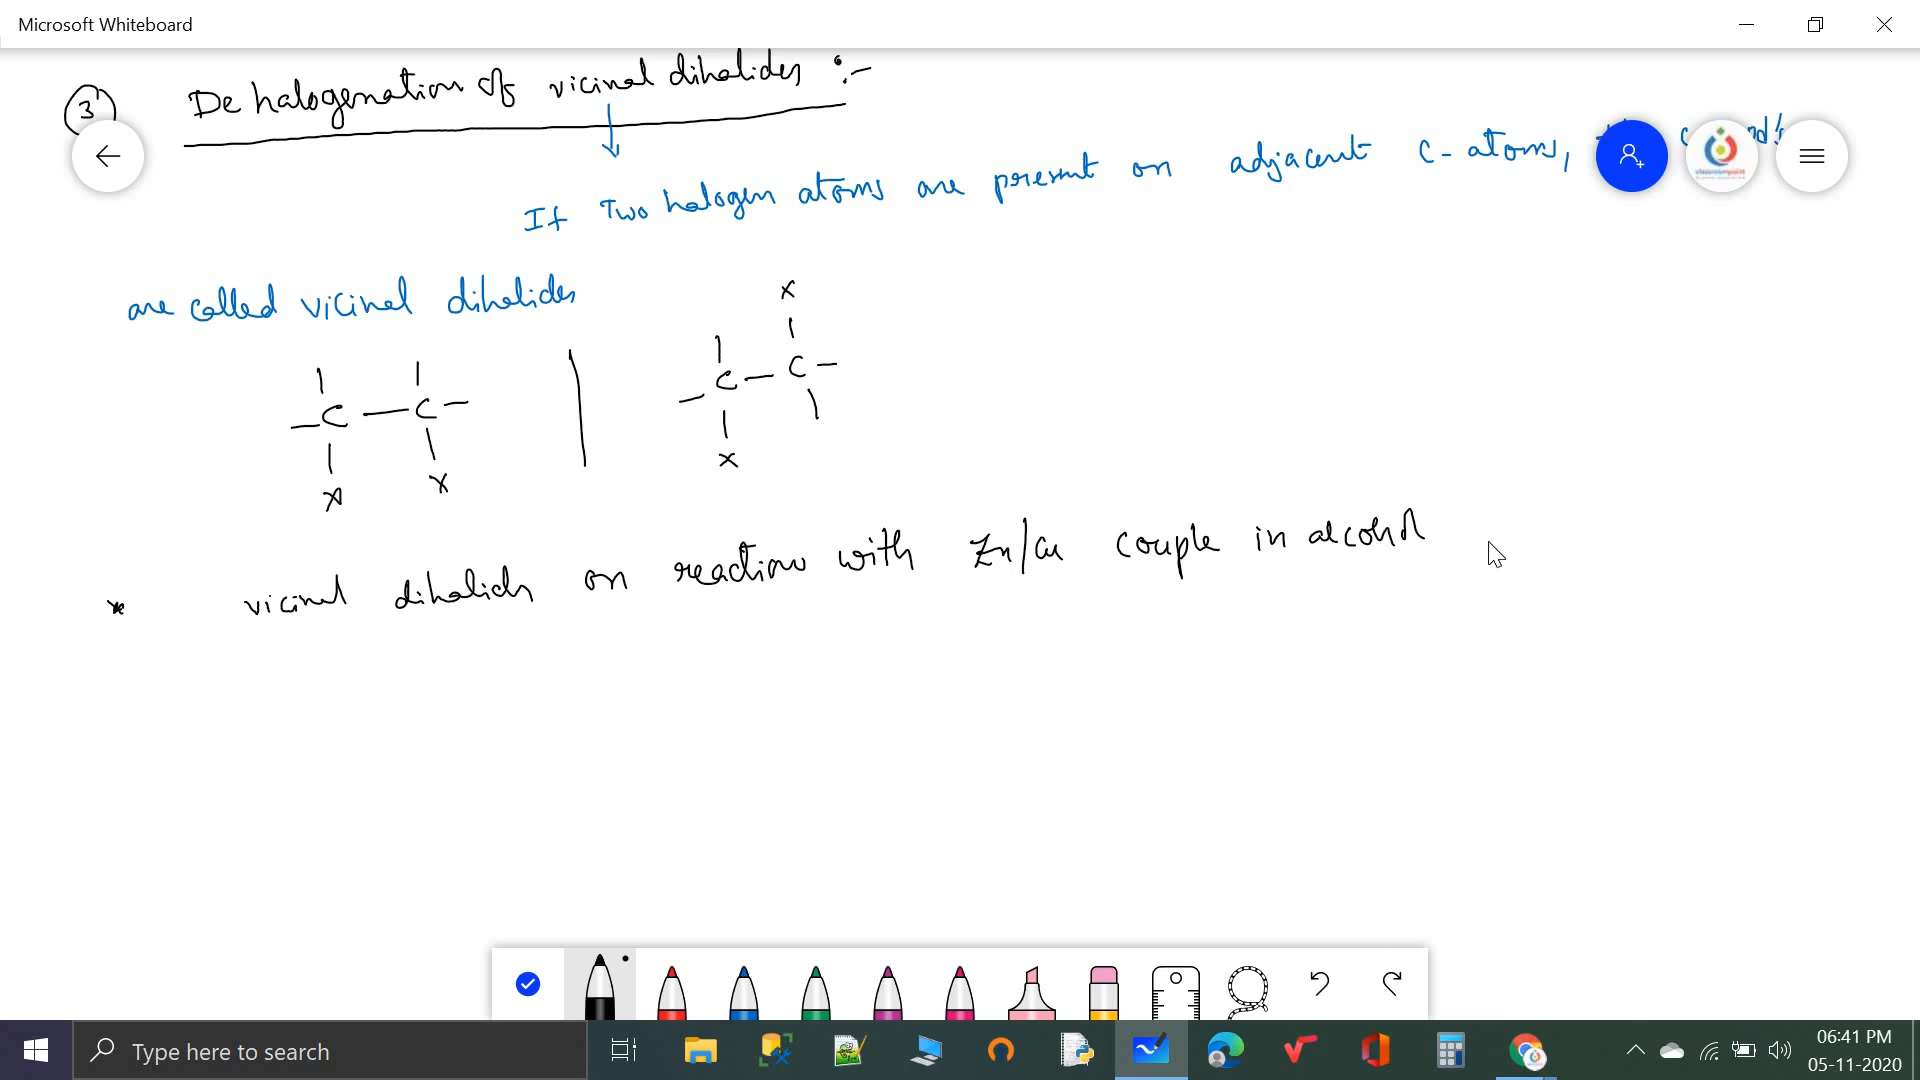 Microsoft Whiteboard
3 De halogenation of vicinal dihalides :-
If Two halogen atoms are present on adjacent C-atoms,
are called vicinal dihalides
X
C C C C
X X X
* vicinal dihalids on reaction with Zn/Cu couple in alcohol
Type here to search
06:41 PM
05-11-2020